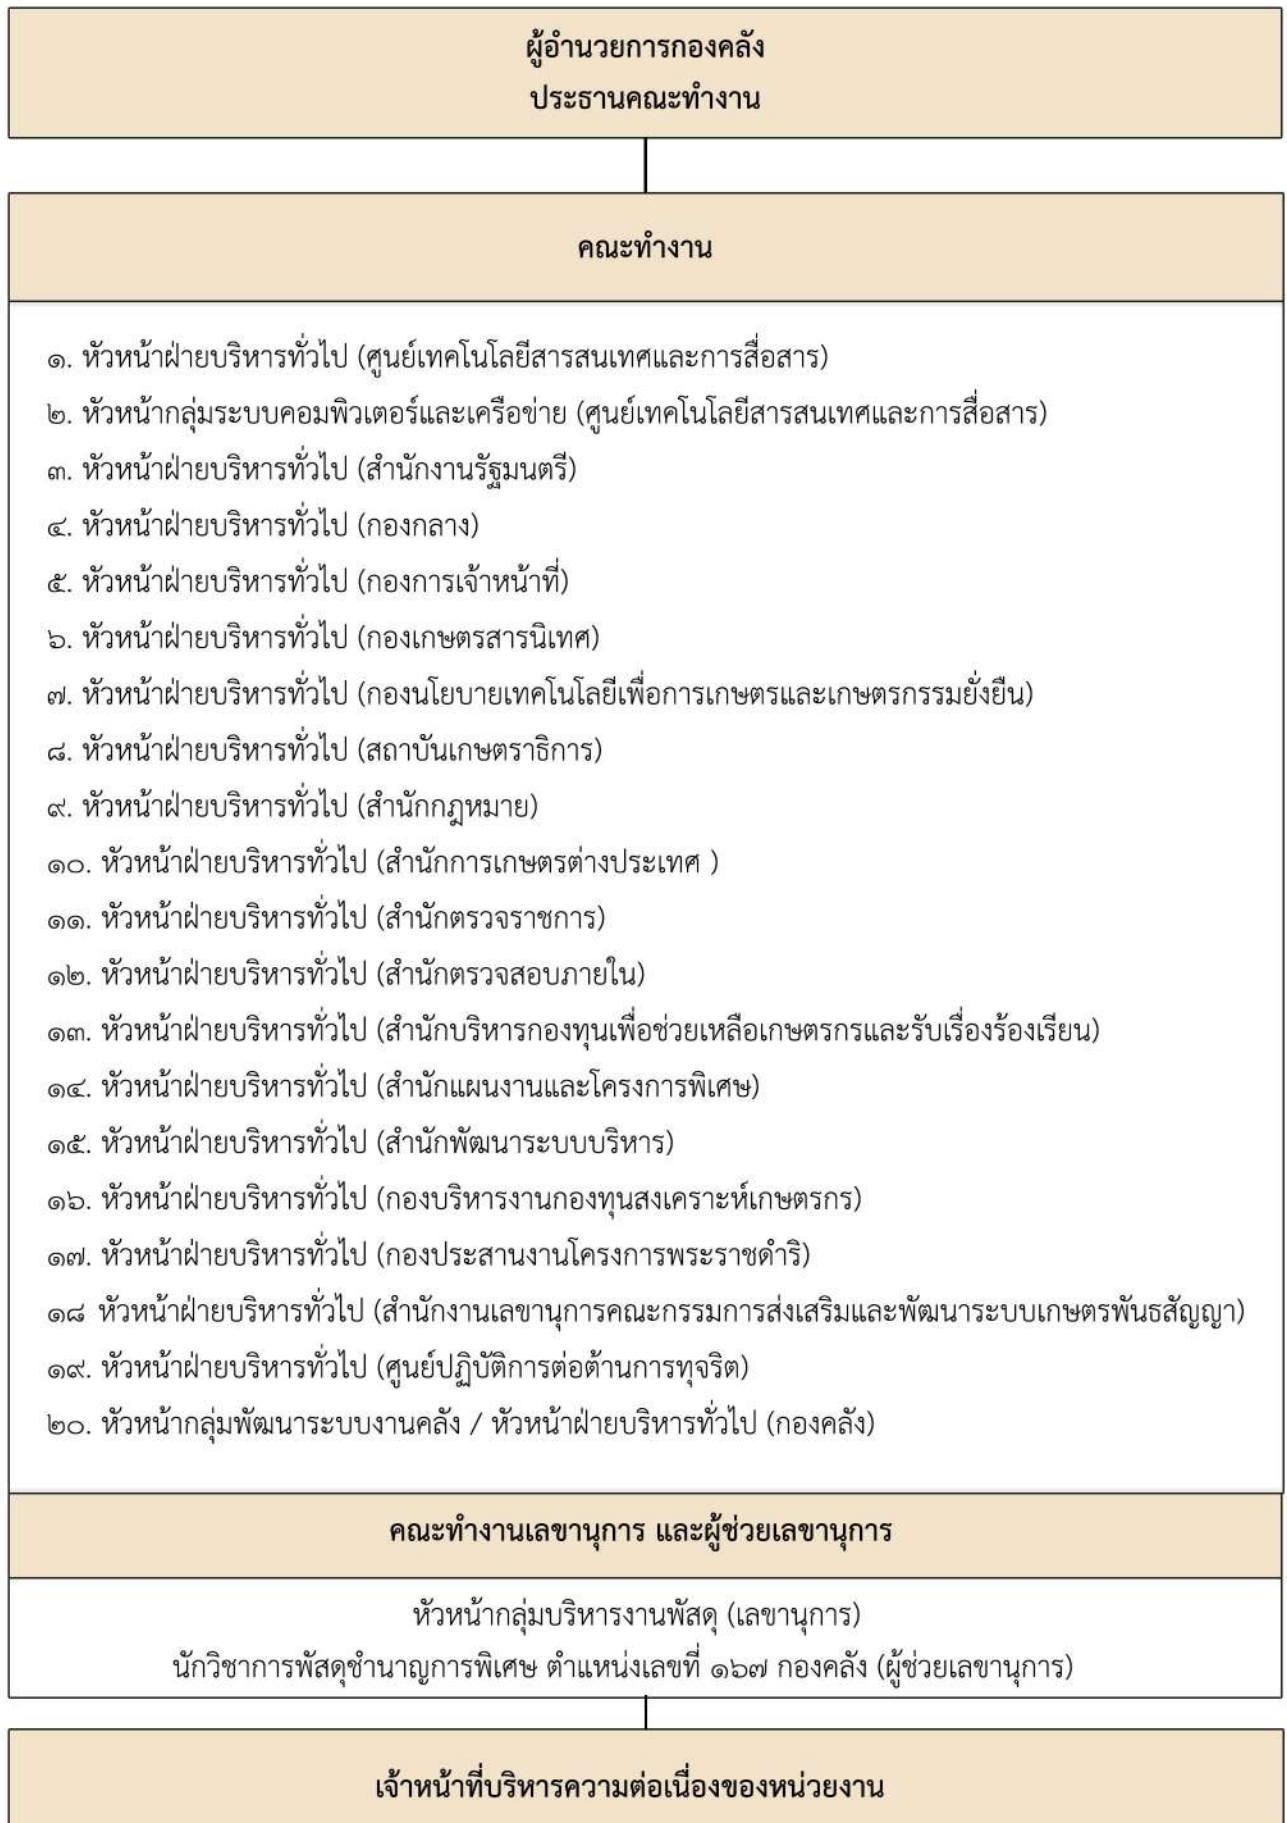 ผู้อำนวยการกองคลัง
ประธานคณะทำงาน
คณะทำงาน
๑. หัวหน้าฝ่ายบริหารทั่วไป (ศูนย์เทคโนโลยีสารสนเทศและการสื่อสาร)
๒. หัวหน้ากลุ่มระบบคอมพิวเตอร์และเครือข่าย (ศูนย์เทคโนโลยีสารสนเทศและการสื่อสาร)
๓. หัวหน้าฝ่ายบริหารทั่วไป (สำนักงานรัฐมนตรี)
๔. หัวหน้าฝ่ายบริหารทั่วไป (กองกลาง)
๕. หัวหน้าฝ่ายบริหารทั่วไป (กองการเจ้าหน้าที่)
๖. หัวหน้าฝ่ายบริหารทั่วไป (กองเกษตรสารนิเทศ)
๗. หัวหน้าฝ่ายบริหารทั่วไป (กองนโยบายเทคโนโลยีเพื่อการเกษตรและเกษตรกรรมยั่งยืน)
๘. หัวหน้าฝ่ายบริหารทั่วไป (สถาบันเกษตราธิการ)
๙. หัวหน้าฝ่ายบริหารทั่วไป (สำนักกฎหมาย)
๑๐. หัวหน้าฝ่ายบริหารทั่วไป (สำนักการเกษตรต่างประเทศ )
๑๑. หัวหน้าฝ่ายบริหารทั่วไป (สำนักตรวจราชการ)
๑๒. หัวหน้าฝ่ายบริหารทั่วไป (สำนักตรวจสอบภายใน)
๑๓. หัวหน้าฝ่ายบริหารทั่วไป (สำนักบริหารกองทุนเพื่อช่วยเหลือเกษตรกรและรับเรื่องร้องเรียน)
๑๔. หัวหน้าฝ่ายบริหารทั่วไป (สำนักแผนงานและโครงการพิเศษ)
๑๕. หัวหน้าฝ่ายบริหารทั่วไป (สำนักพัฒนาระบบบริหาร)
๑๖. หัวหน้าฝ่ายบริหารทั่วไป (กองบริหารงานกองทุนสงเคราะห์เกษตรกร)
๑๗. หัวหน้าฝ่ายบริหารทั่วไป (กองประสานงานโครงการพระราชดำริ)
๑๘ หัวหน้าฝ่ายบริหารทั่วไป (สำนักงานเลขานุการคณะกรรมการส่งเสริมและพัฒนาระบบเกษตรพันธสัญญา)
๑๙. หัวหน้าฝ่ายบริหารทั่วไป (ศูนย์ปฏิบัติการต่อต้านการทุจริต)
๒๐. หัวหน้ากลุ่มพัฒนาระบบงานคลัง / หัวหน้าฝ่ายบริหารทั่วไป (กองคลัง)
คณะทำงานเลขานุการ และผู้ช่วยเลขานุการ
หัวหน้ากลุ่มบริหารงานพัสดุ (เลขานุการ)
นักวิชาการพัสดุชำนาญการพิเศษ ตำแหน่งเลขที่ ๑๖๗ กองคลัง (ผู้ช่วยเลขานุการ)
เจ้าหน้าที่บริหารความต่อเนื่องของหน่วยงาน